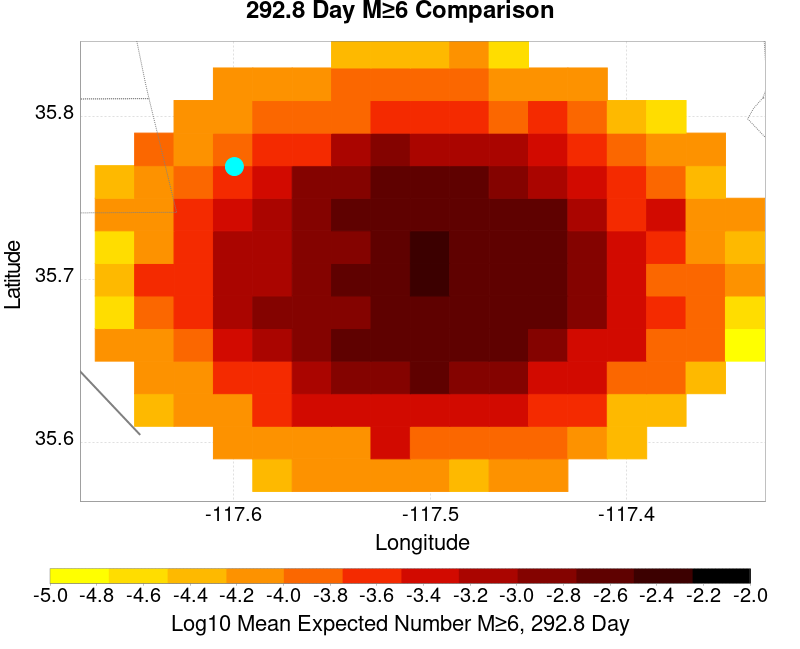 292.8 Day M≥6 Comparison
35.8
35.7
35.6
Latitude
-117.6 -117.5 -117.4
Longitude
-5.0 -4.8 -4.6 -4.4 -4.2 -4.0 -3.8 -3.6 -3.4 -3.2 -3.0 -2.8 -2.6 -2.4 -2.2 -2.0
Log10 Mean Expected Number M≥6, 292.8 Day